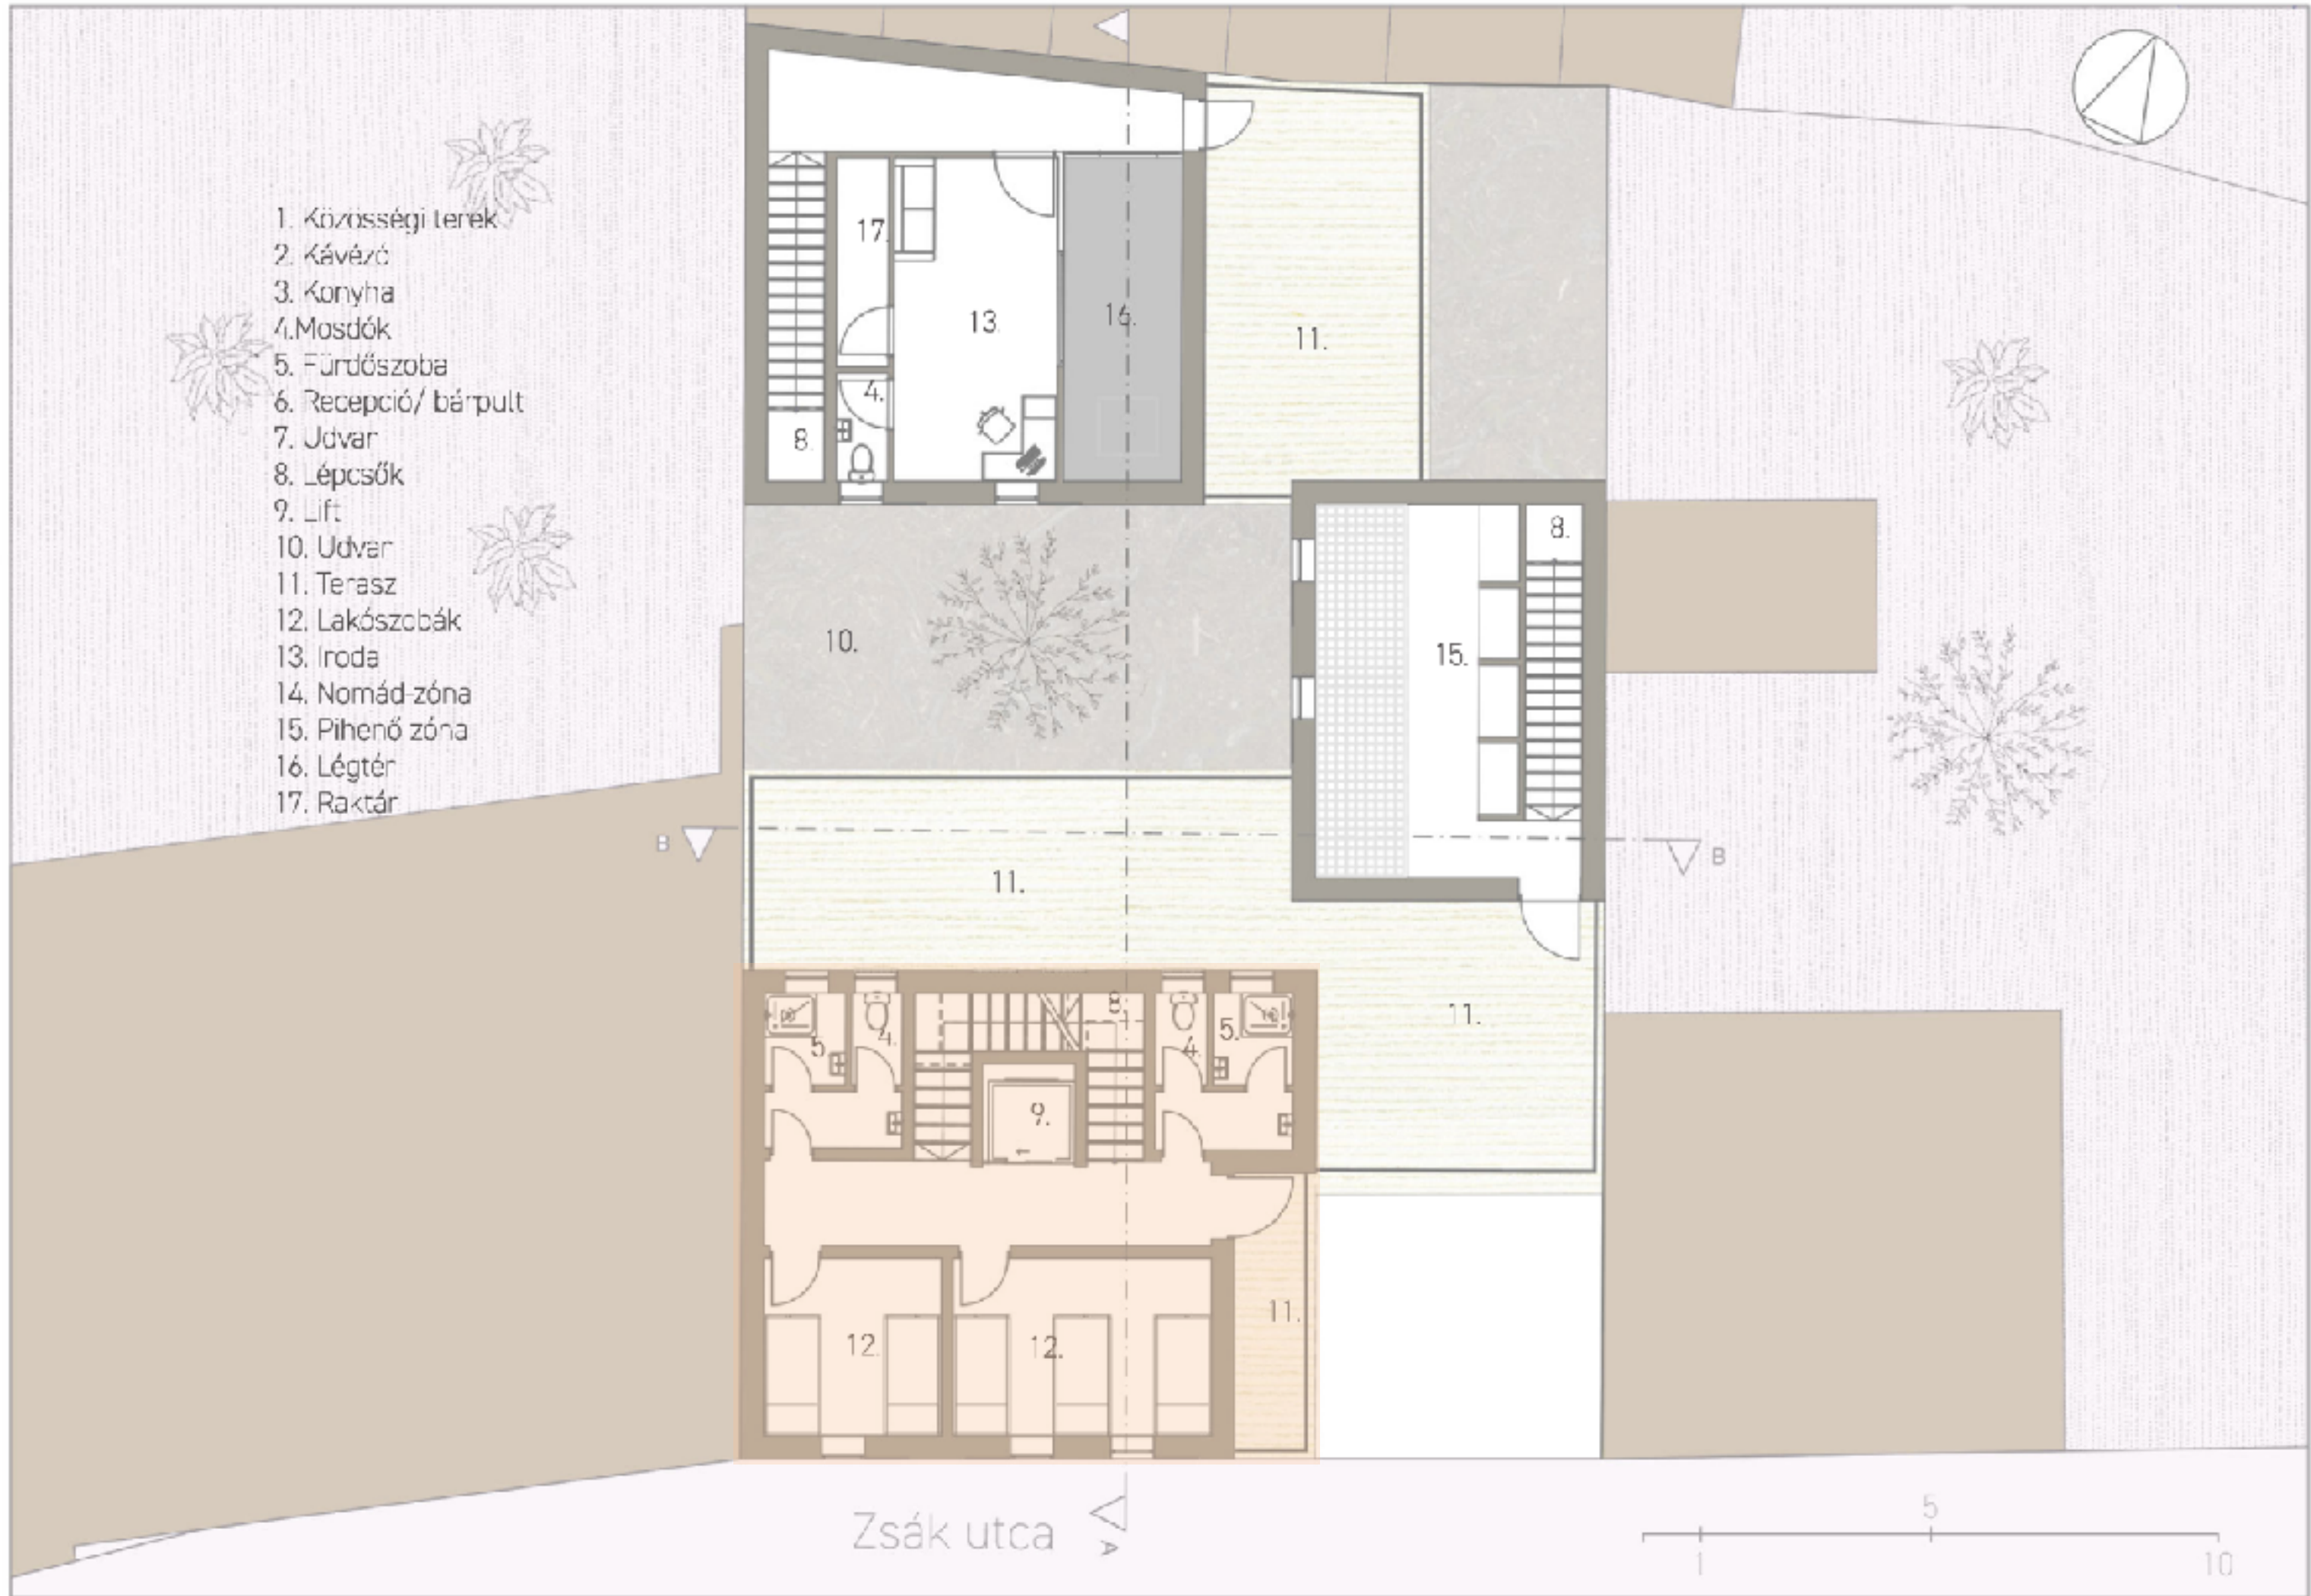 1. Közösségi terek
2. Kávézó
3. Konyha
4.Mosdók
5. Fürdőszoba
6. Recepció/ bárpult
7. Udvar
8. Lépcsők
9. Lift
10. Udvar
11. Terasz
12. Lakószobák
13. Iroda
14. Nomád zóna
15. Pihenő zóna
16. Légtér
17. Raktár
17.
13.
16.
11.
4.
8.
8.
10.
15.
B
B
11.
8.
5.
4.
4.
5.
11.
9.
11.
12.
12.
Zsák utca
A
5
1
10